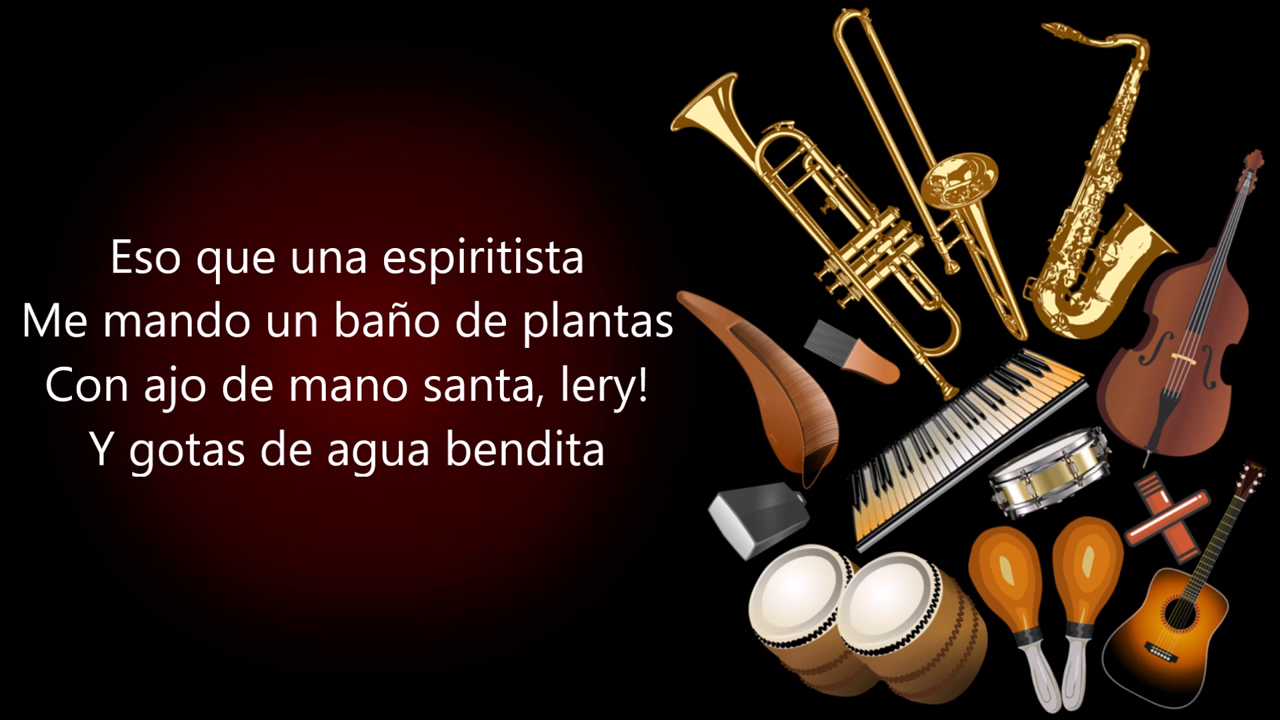 Eso que una espiritista
Me mando un baño de plantas
Con ajo de mano santa, lery!
Y gotas de agua bendita